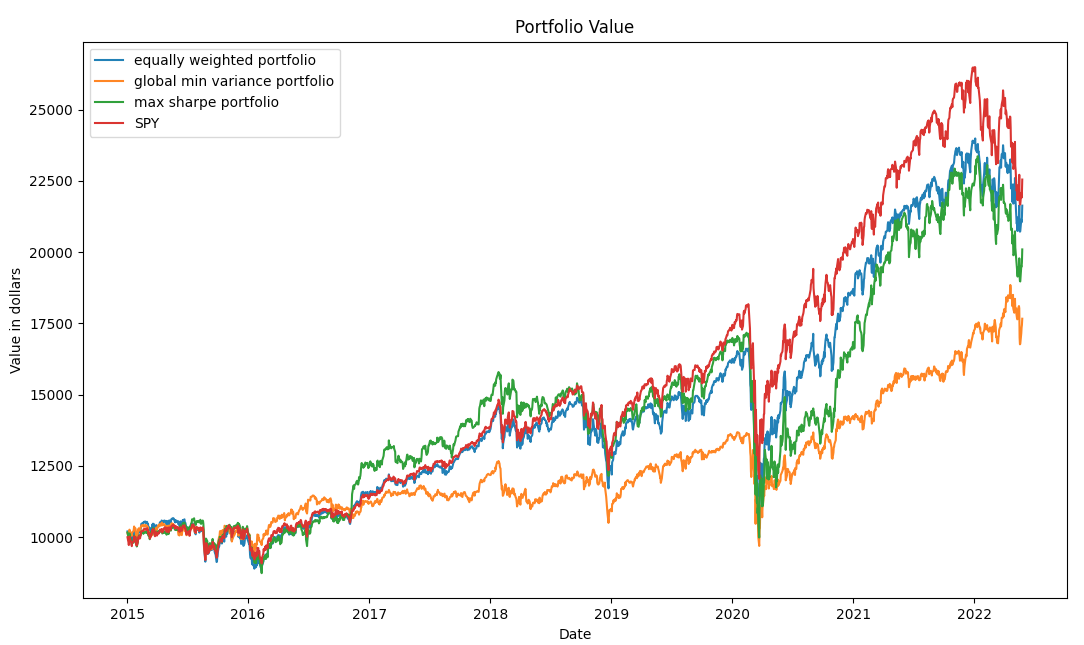 Portfolio Value
equally weighted portfolio
global min variance portfolio
max sharpe portfolio
SPY
Value in dollars
25000
22500
20000
17500
15000
12500
10000
2015 2016 2017 2018 2019 2020 2021 2022
Date